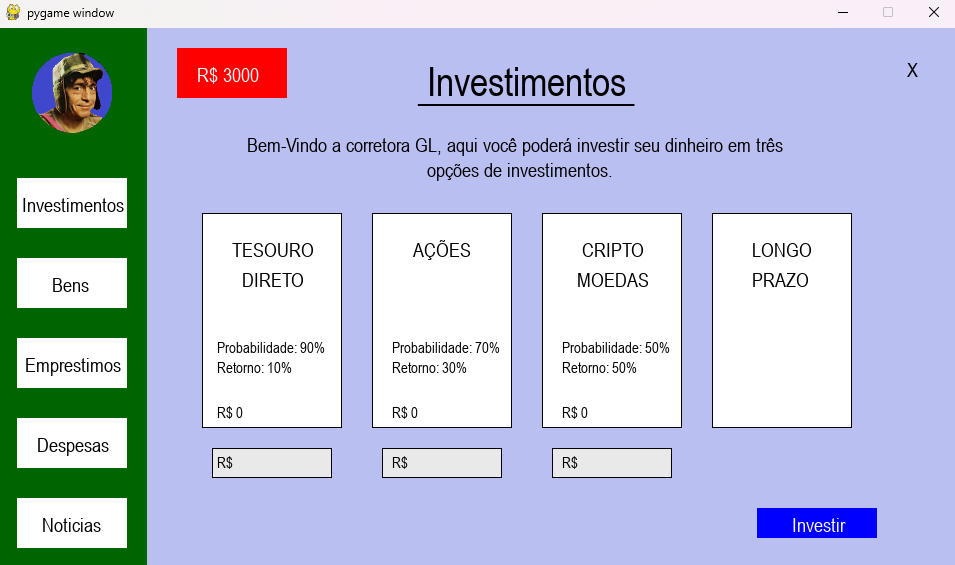 pygame window
R$ 3000
Investimentos
X
Bem-Vindo a corretora GL, aqui você poderá investir seu dinheiro em três
opções de investimentos.
Investimentos
Bens
Emprestimos
Despesas
Noticias
TESOURO
DIRETO
Probabilidade: 90%
Retorno: 10%
R$ 0
R$
AÇÕES
Probabilidade: 70%
Retorno: 30%
R$ 0
R$
CRIPTO
MOEDAS
Probabilidade: 50%
Retorno: 50%
R$ 0
R$
LONGO
PRAZO
Investir